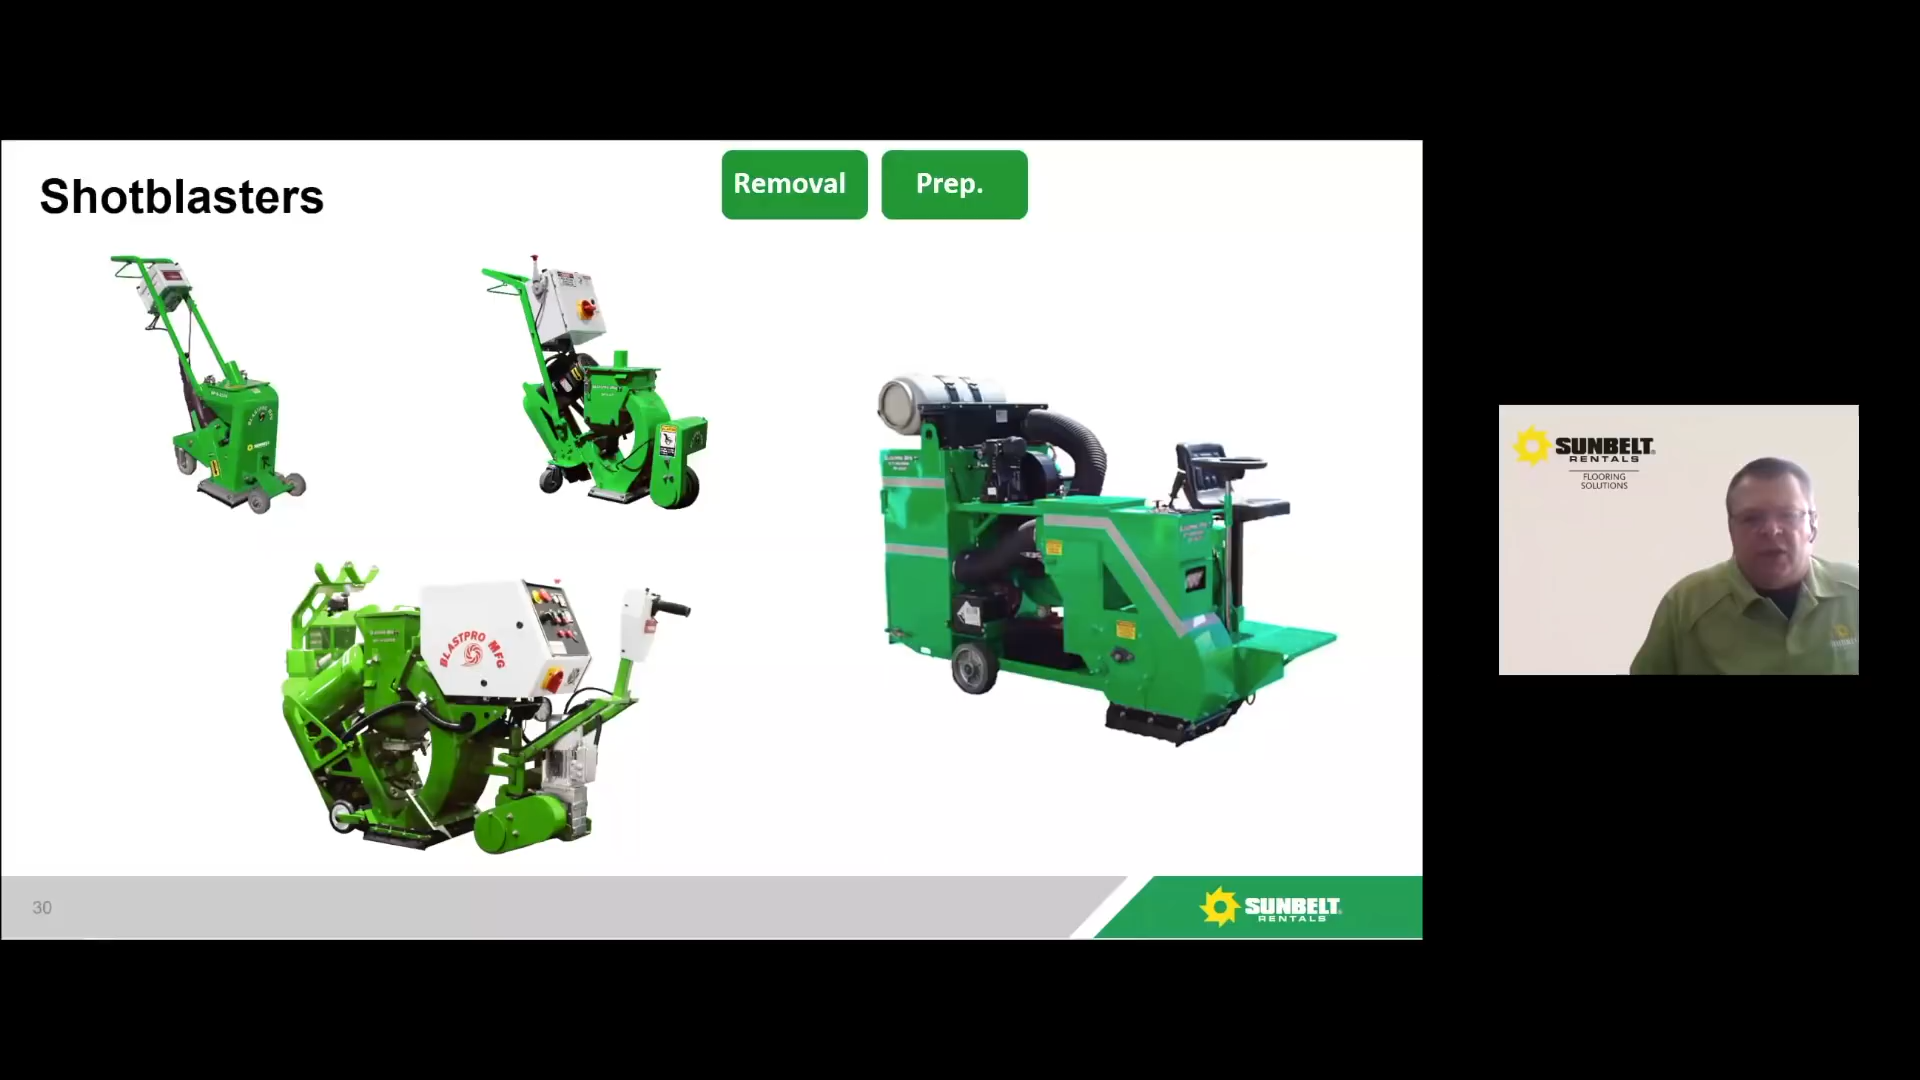 Shotblasters
Removal
Prep.
BLASTPRO MFG
30
SUNBELT
RENTALS
SUNBELT
RENTALS
FLOORING
SOLUTIONS